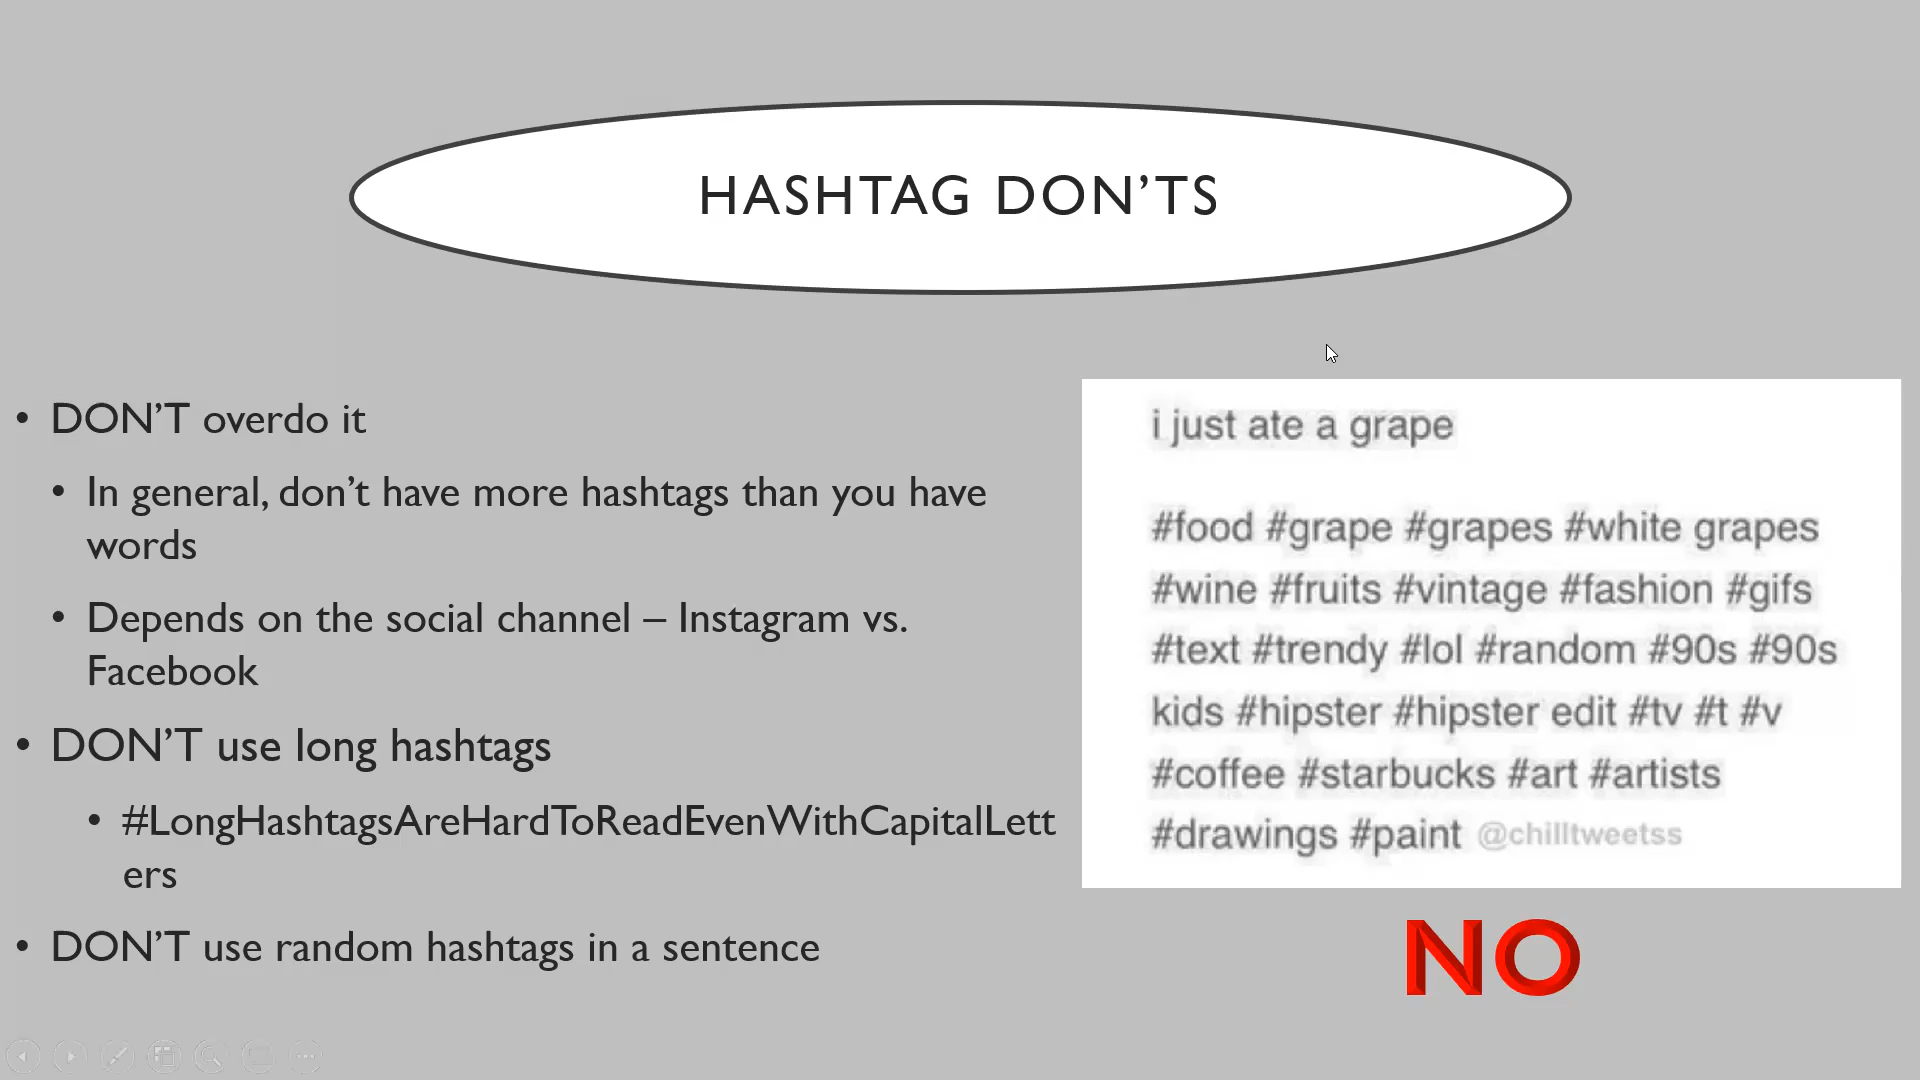 HASHTAG DON’TS
• DON’T overdo it
• In general, don’t have more hashtags than you have
words
• Depends on the social channel – Instagram vs.
Facebook
• DON’T use long hashtags
• #LongHashtagsAreHardToReadEvenWithCapitalLett
ers
• DON’T use random hashtags in a sentence
i just ate a grape
#food #grape #grapes #white grapes
#wine #fruits #vintage #fashion #gifs
#text #trendy #lol #random #90s #90s
kids #hipster #hipster edit #tv #t #v
#coffee #starbucks #art #artists
#drawings #paint @chilltweetss
NO